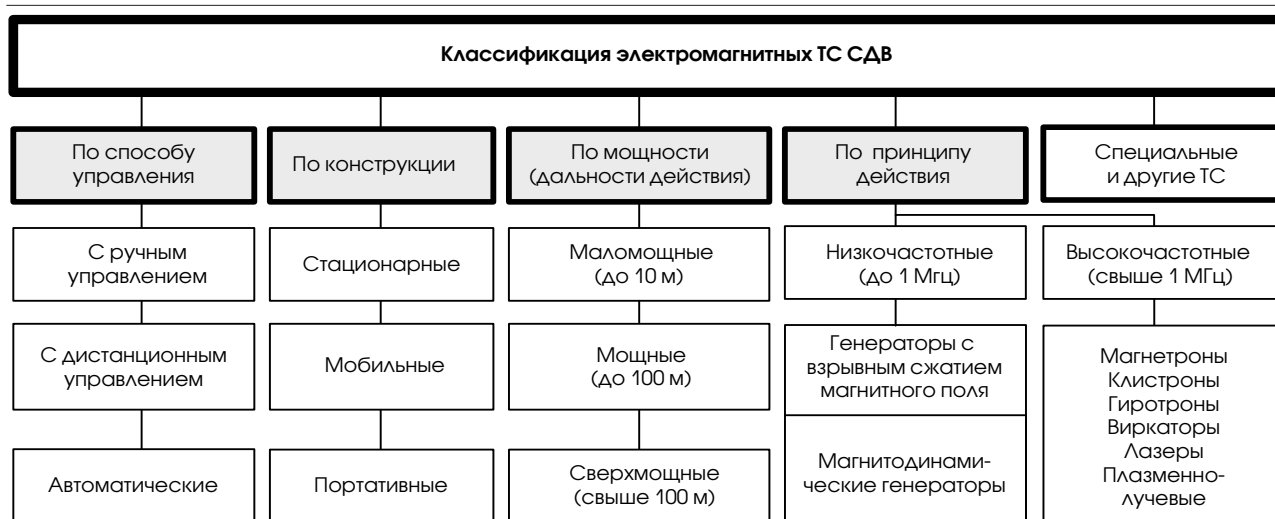 Классификация электромагнитных ТС СДВ
По способу
управления
По конструкции
По мощности
(дальности действия)
По принципу
действия
Специальные
и другие ТС
С ручным
управлением
Стационарные
Маломощные
(до 10 м)
Низкочастотные
(до 1 Мгц)
Высокочастотные
(свыше 1 МГц)
С дистанционным
управлением
Мобильные
Мощные
(до 100 м)
Генераторы с
взрывным сжатием
магнитного поля
Магнетроны
Клистроны
Гиротроны
Виркаторы
Лазеры
Плазменно-
лучевые
Автоматические
Портативные
Сверхмощные
(свыше 100 м)
Магнитодинами-
ческие генераторы